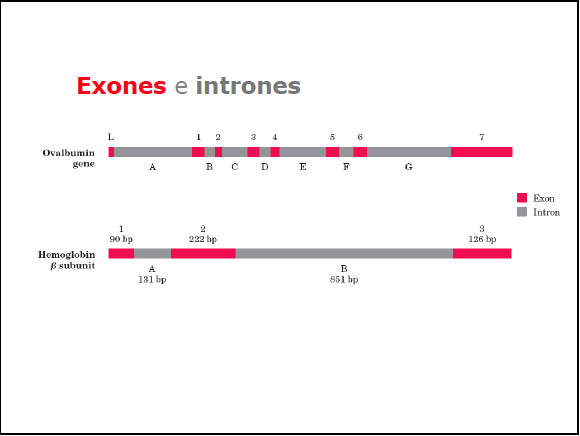 Exones e intrones
L 1 2 3 4 5 6 7
Ovalbumin
gene
A B C D E F G
Exon
Intron
1 2 3
90 bp 222 bp 126 bp
Hemoglobin
β subunit
A B
131 bp 851 bp